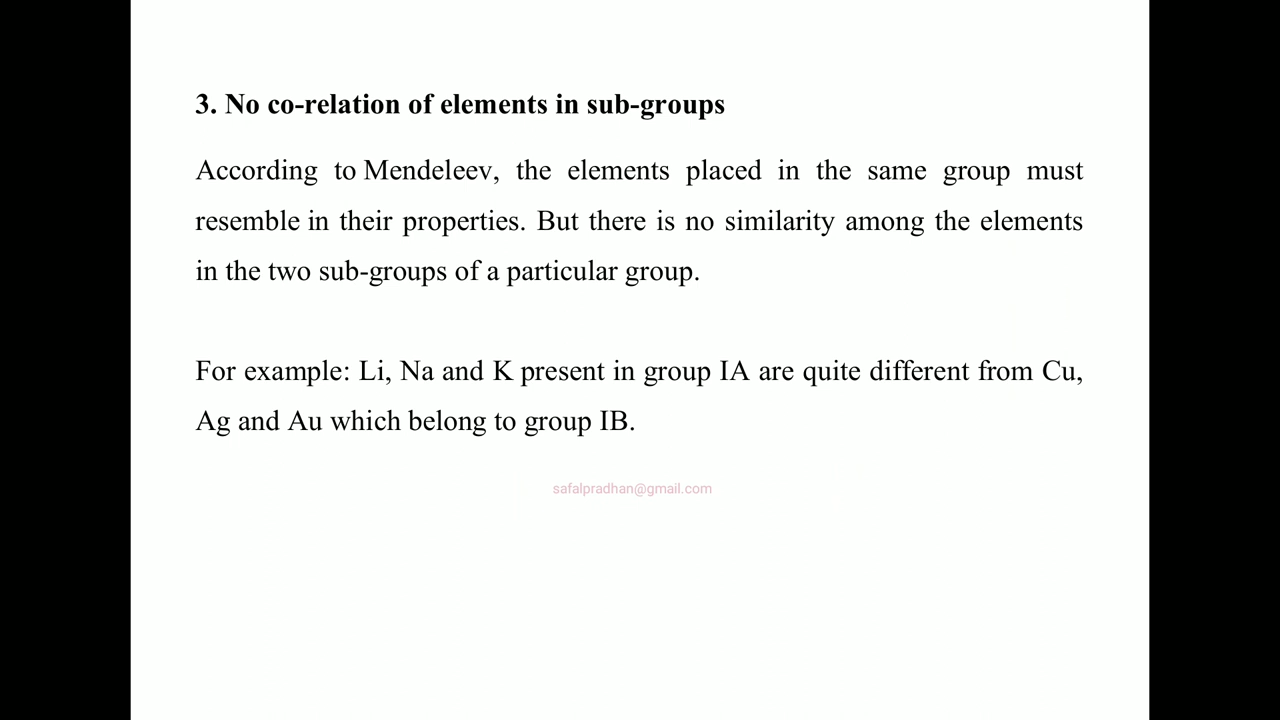 3. No co-relation of elements in sub-groups
According to Mendeleev, the elements placed in the same group must
resemble in their properties. But there is no similarity among the elements
in the two sub-groups of a particular group.
For example: Li, Na and K present in group IA are quite different from Cu,
Ag and Au which belong to group IB.
safalpradhan@gmail.com